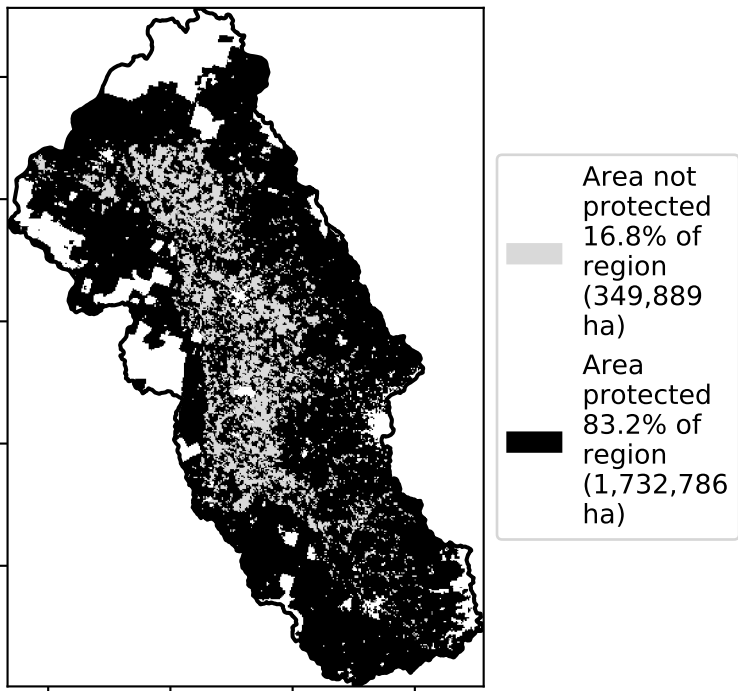 Area not
protected
16.8% of
region
(349,889
ha)
Area
protected
83.2% of
region
(1,732,786
ha)